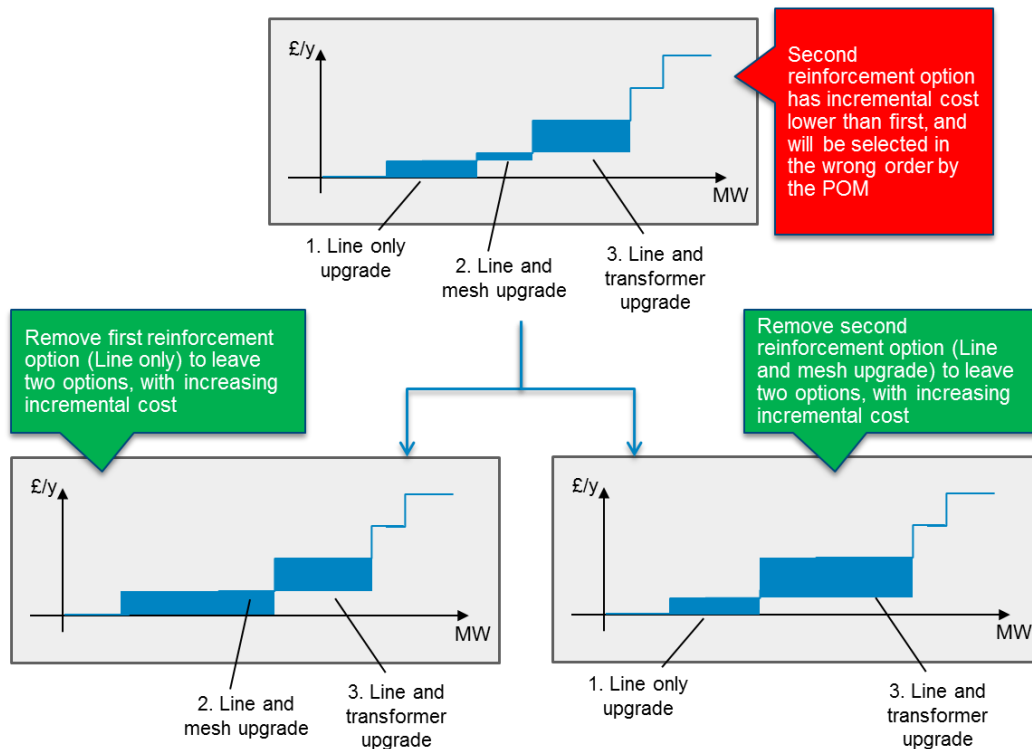 £/y
MW
1. Line only
upgrade
2. Line and
mesh upgrade
3. Line and
transformer
upgrade
Second
reinforcement option
has incremental cost
lower than first, and
will be selected in
the wrong order by
the POM
Remove first reinforcement
option (Line only) to leave
two options, with increasing
incremental cost
Remove second
reinforcement option (Line
and mesh upgrade) to leave
two options, with increasing
incremental cost
£/y
MW
2. Line and
mesh upgrade
3. Line and
transformer
upgrade
£/y
MW
1. Line only
upgrade
3. Line and
transformer
upgrade